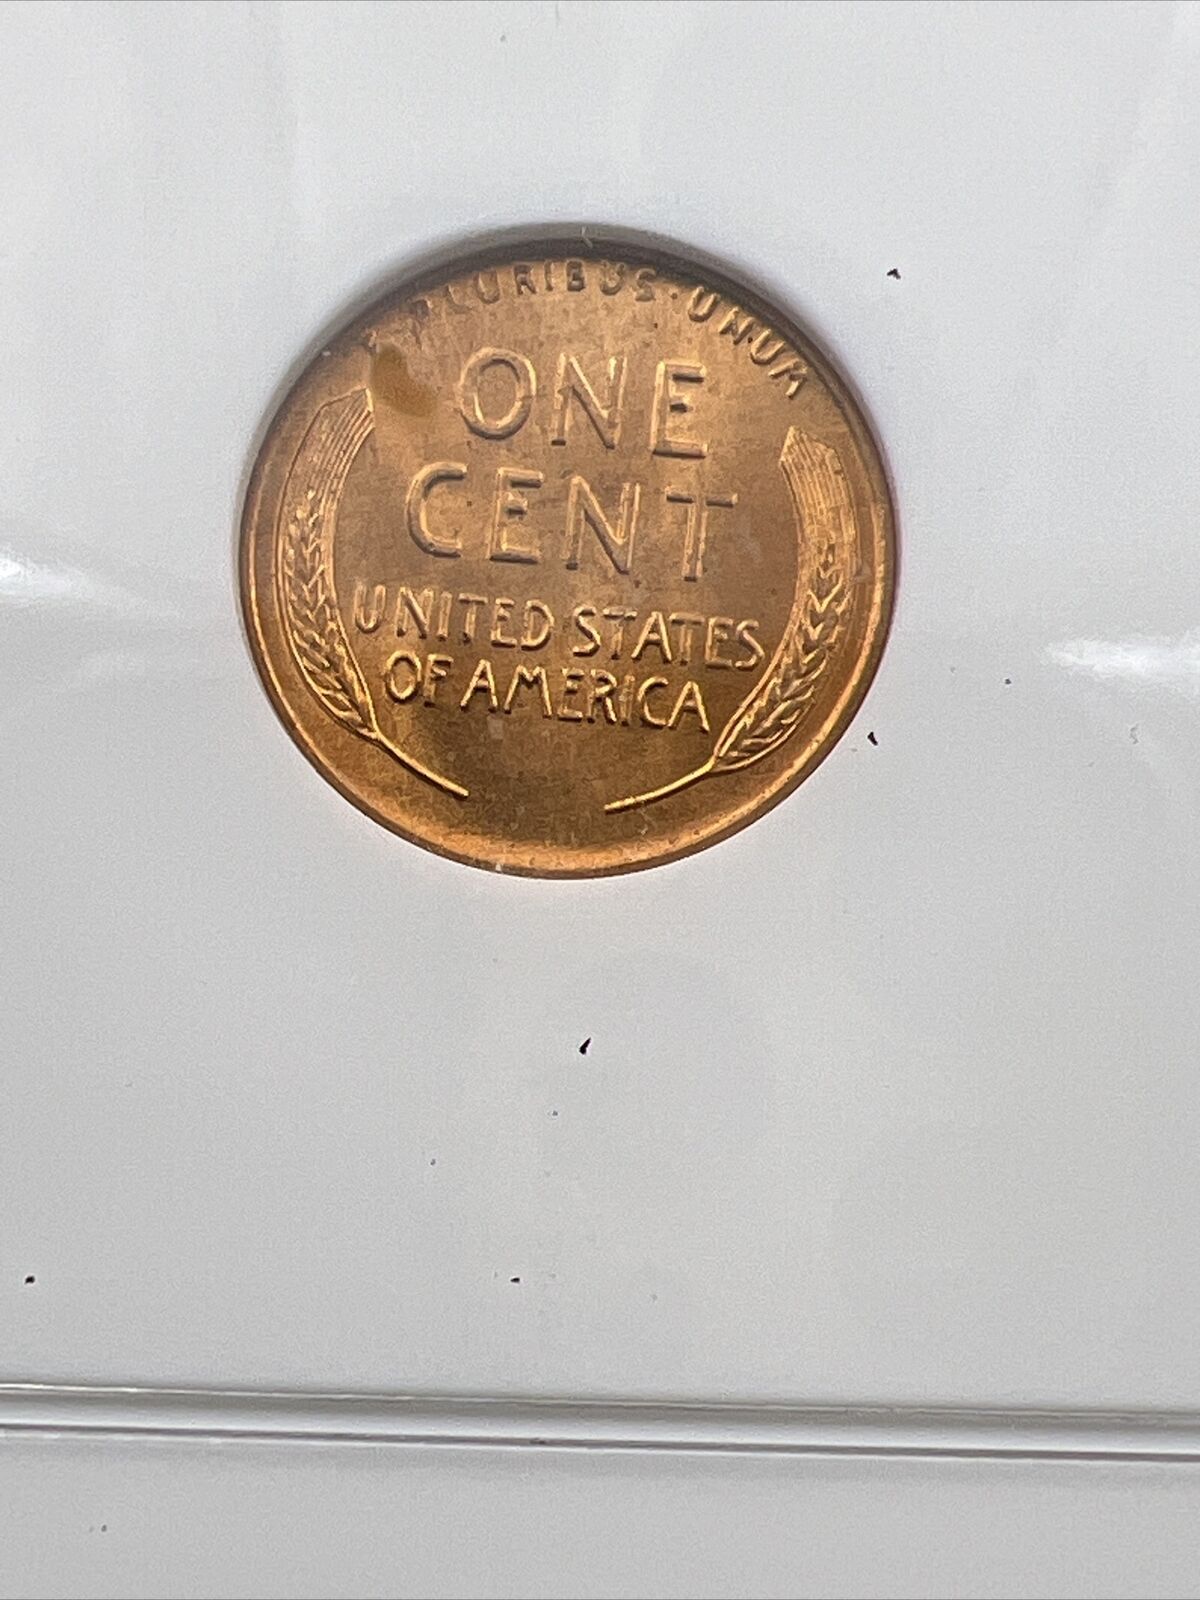 PLURIBUS · UNUM
ONE
CENT
UNITED STATES
OF AMERICA